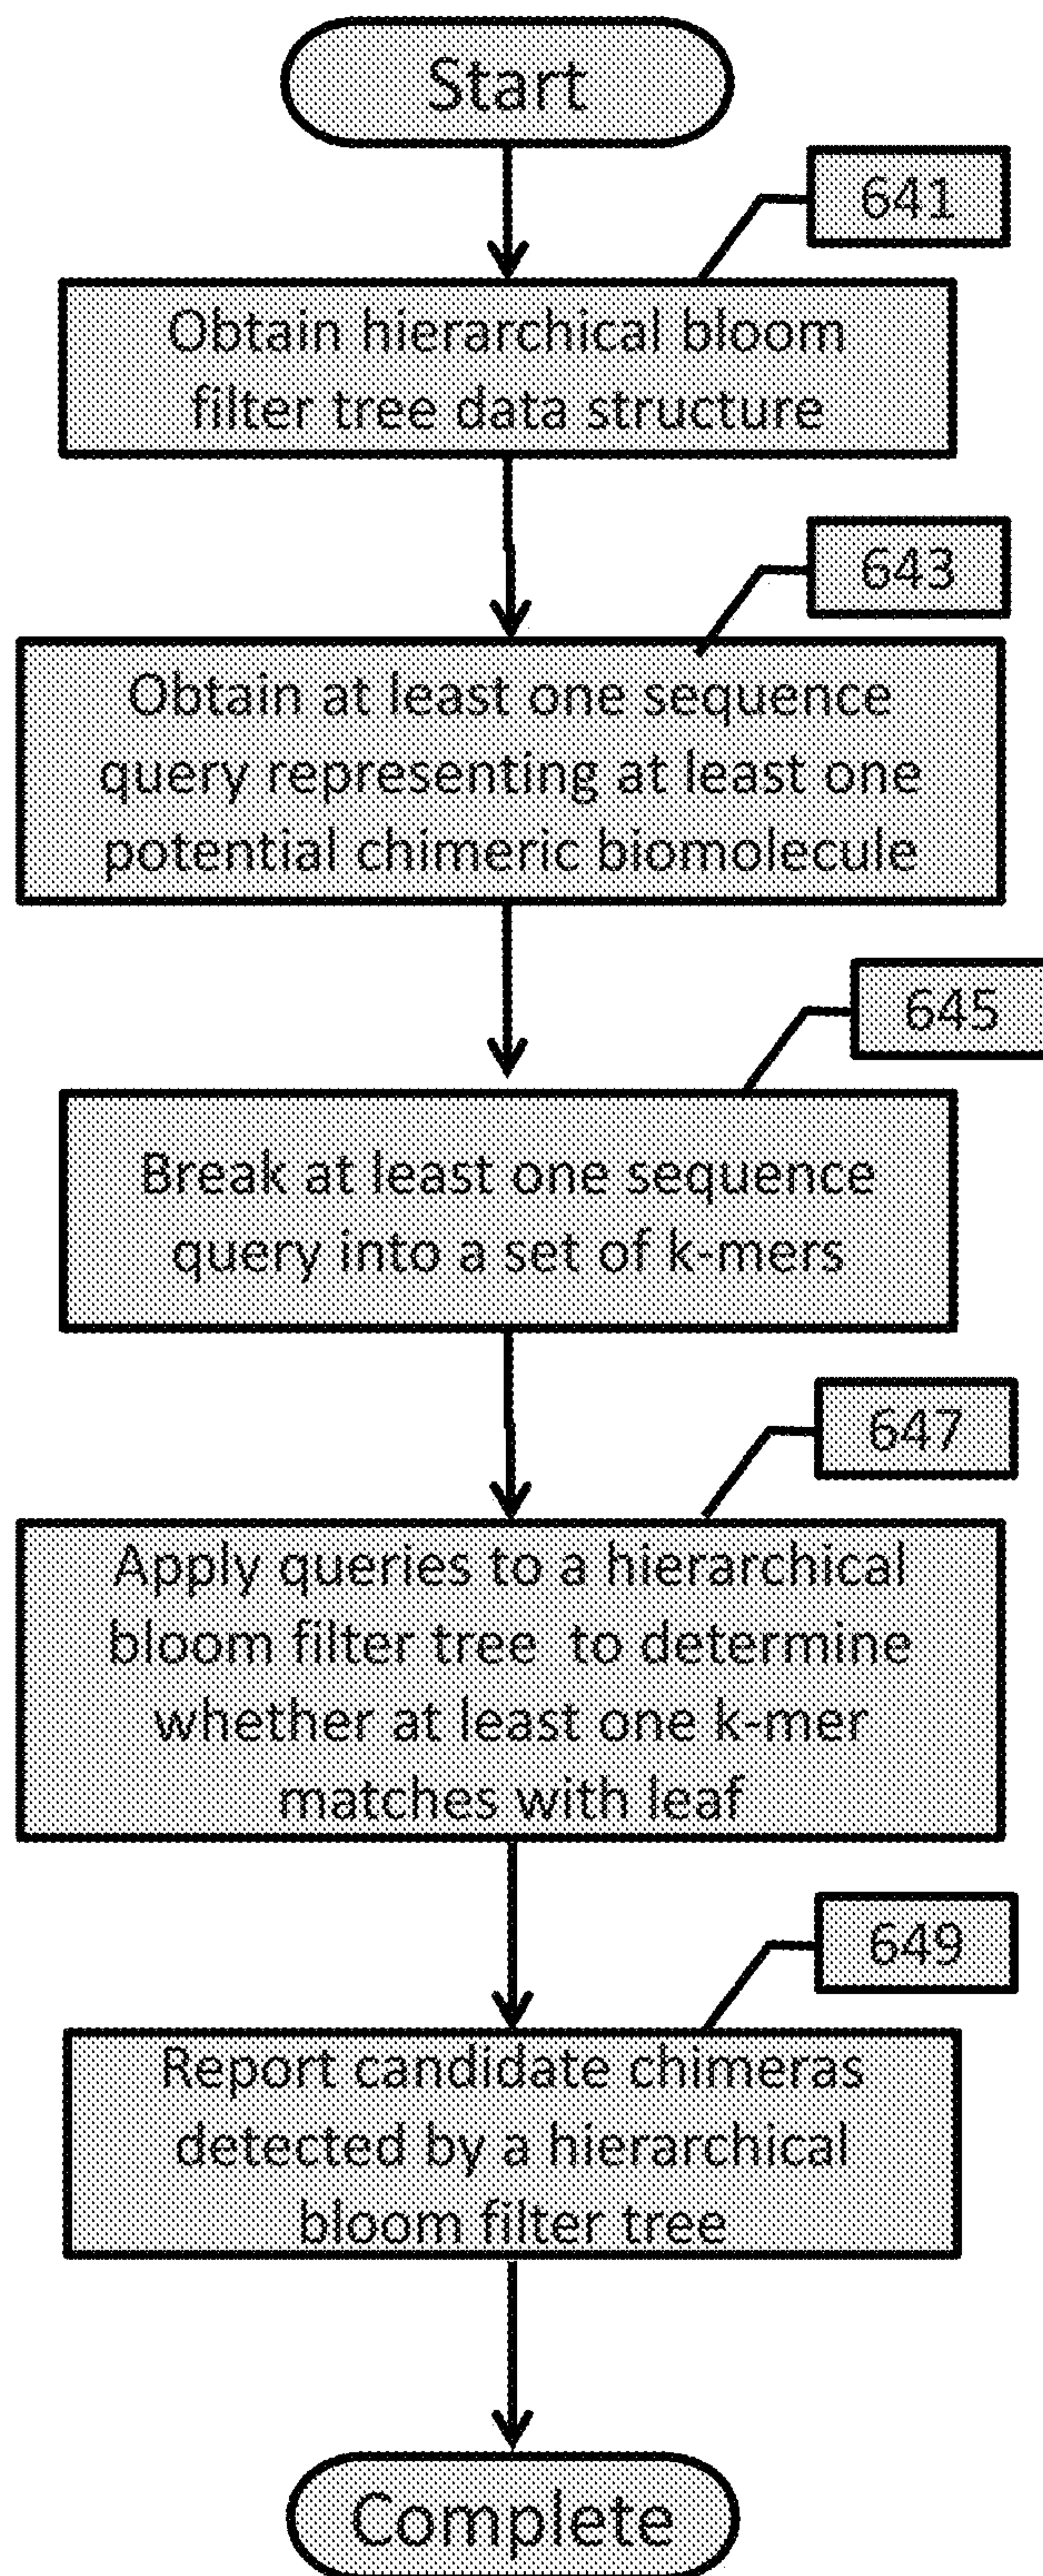 Start
641
Obtain hierarchical bloom
filter tree data structure
643
Obtain at least one sequence
query representing at least one
potential chimeric biomolecule
645
Break at least one sequence
query into a set of k-mers
647
Apply queries to a hierarchical
bloom filter tree to determine
whether at least one k-mer
matches with leaf
649
Report candidate chimeras
detected by a hierarchical
bloom filter tree
Complete